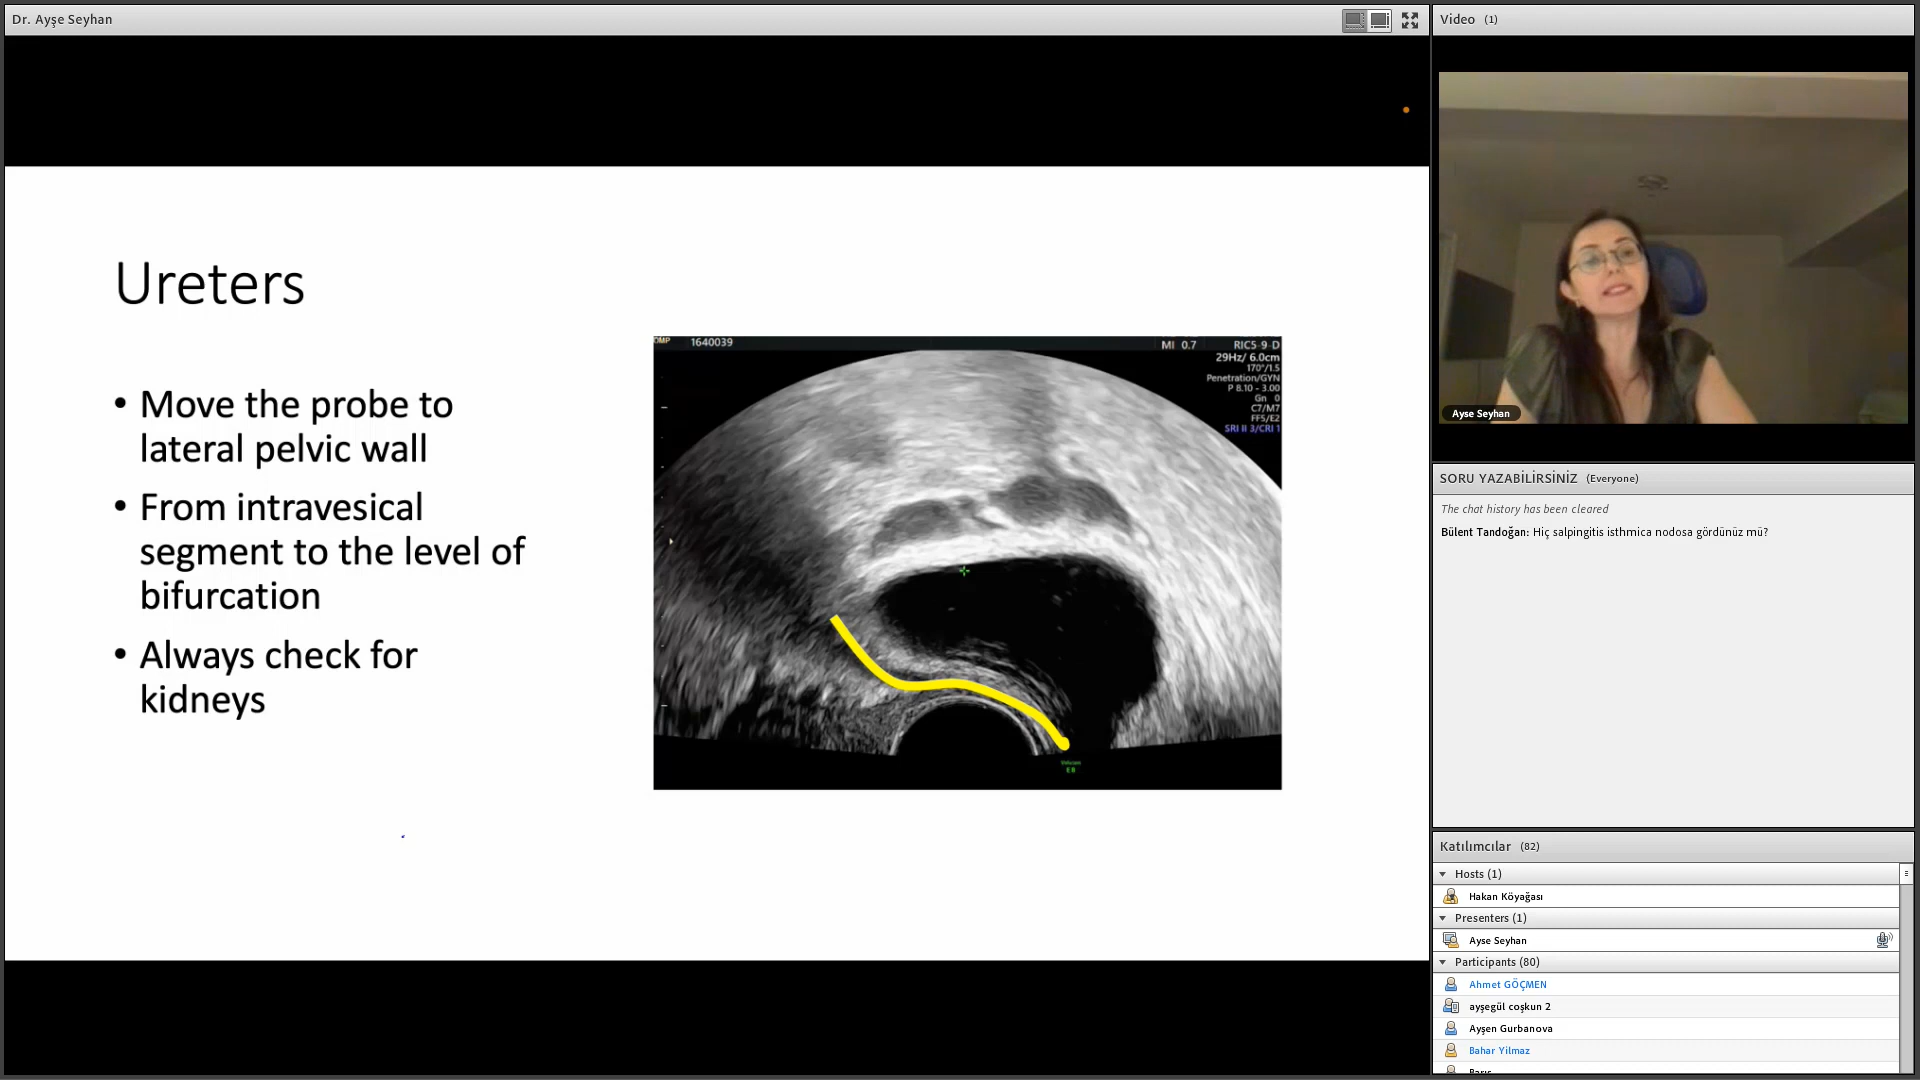 Dr. Ayşe Seyhan
Ureters
• Move the probe to
lateral pelvic wall
• From intravesical
segment to the level of
bifurcation
• Always check for
kidneys
1640039
MI 0.7
RIC5-9-D
29Hz/ 6.0cm
170°/1.5
Penetration/GYN
P 8.10 - 3.00
Gn 0
C7/M7
FF5/E2
SRI II 3/CRI 1
Voluson
E8
Video (1)
Ayse Seyhan
SORU YAZABİLİRSİNİZ (Everyone)
The chat history has been cleared
Bülent Tandoğan: Hiç salpingitis isthmica nodosa gördünüz mü?
Katılımcılar (82)
Hosts (1)
Hakan Köyağası
Presenters (1)
Ayse Seyhan
Participants (80)
Ahmet GÖÇMEN
ayşegül coşkun 2
Ayşen Gurbanova
Bahar Yilmaz